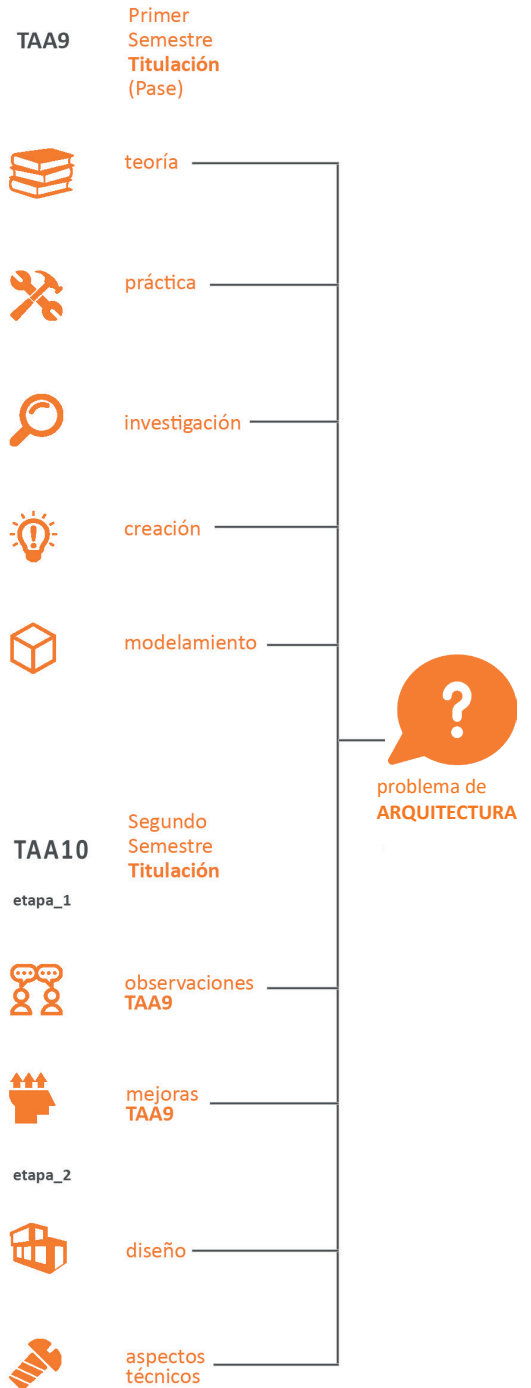 TAA9
Primer
Semestre
Titulación
(Pase)
teoría
práctica
investigación
creación
modelamiento
?
problema de
ARQUITECTURA
TAA10
Segundo
Semestre
Titulación
etapa_1
observaciones
TAA9
mejoras
TAA9
etapa_2
diseño
aspectos
técnicos